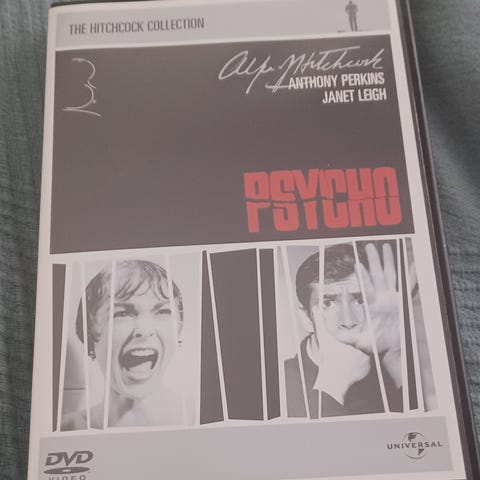 THE HITCHCOCK COLLECTION
Alfred Hitchcock
ANTHONY PERKINS
JANET LEIGH
PSYCHO
DVD
VIDEO
UNIVERSAL